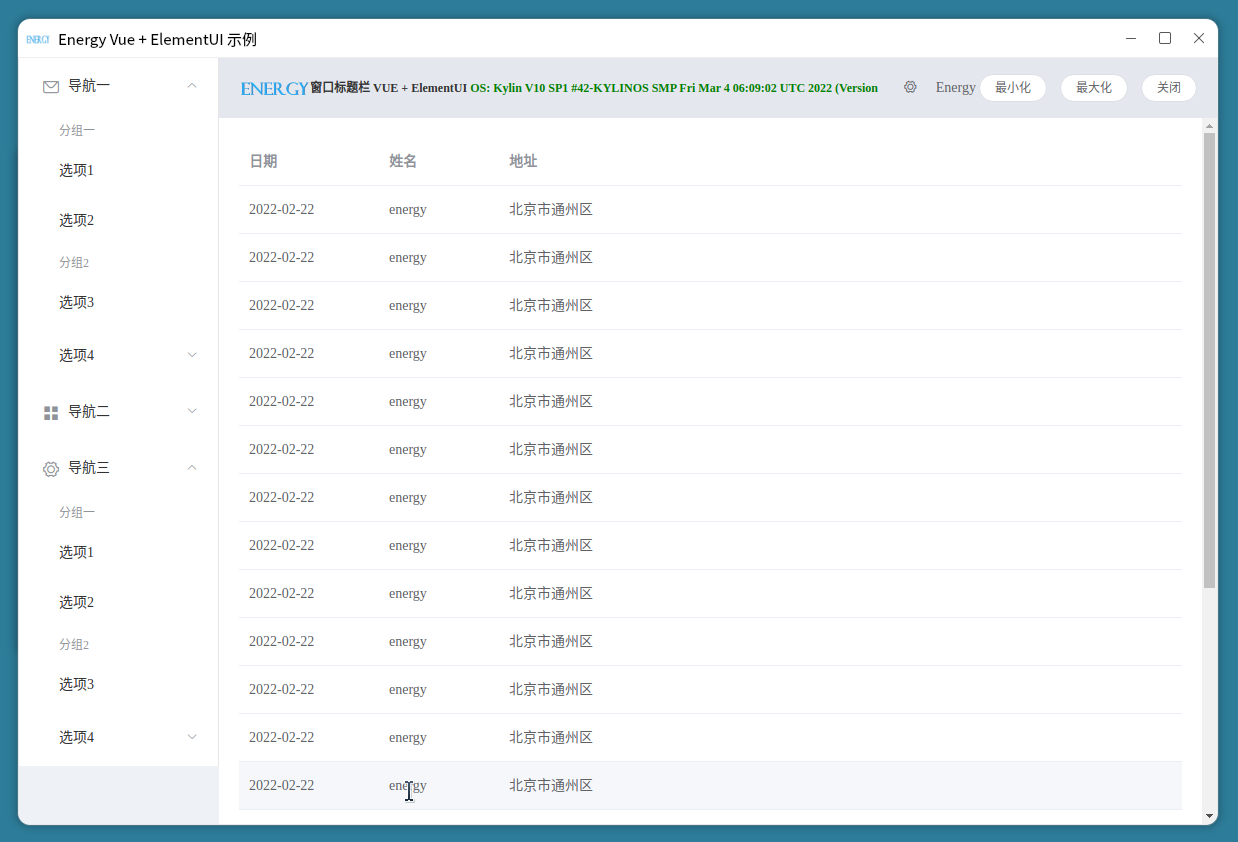 ENERGY Energy Vue + ElementUI 示例
导航一
分组一
选项1
选项2
分组2
选项3
选项4
导航二
导航三
分组一
选项1
选项2
分组2
选项3
选项4
ENERGY 窗口标题栏 VUE + ElementUI OS: Kylin V10 SP1 #42-KYLINOS SMP Fri Mar 4 06:09:02 UTC 2022 (Version Energy 最小化 最大化 关闭
日期 姓名 地址
2022-02-22 energy 北京市通州区
2022-02-22 energy 北京市通州区
2022-02-22 energy 北京市通州区
2022-02-22 energy 北京市通州区
2022-02-22 energy 北京市通州区
2022-02-22 energy 北京市通州区
2022-02-22 energy 北京市通州区
2022-02-22 energy 北京市通州区
2022-02-22 energy 北京市通州区
2022-02-22 energy 北京市通州区
2022-02-22 energy 北京市通州区
2022-02-22 energy 北京市通州区
2022-02-22 energy 北京市通州区